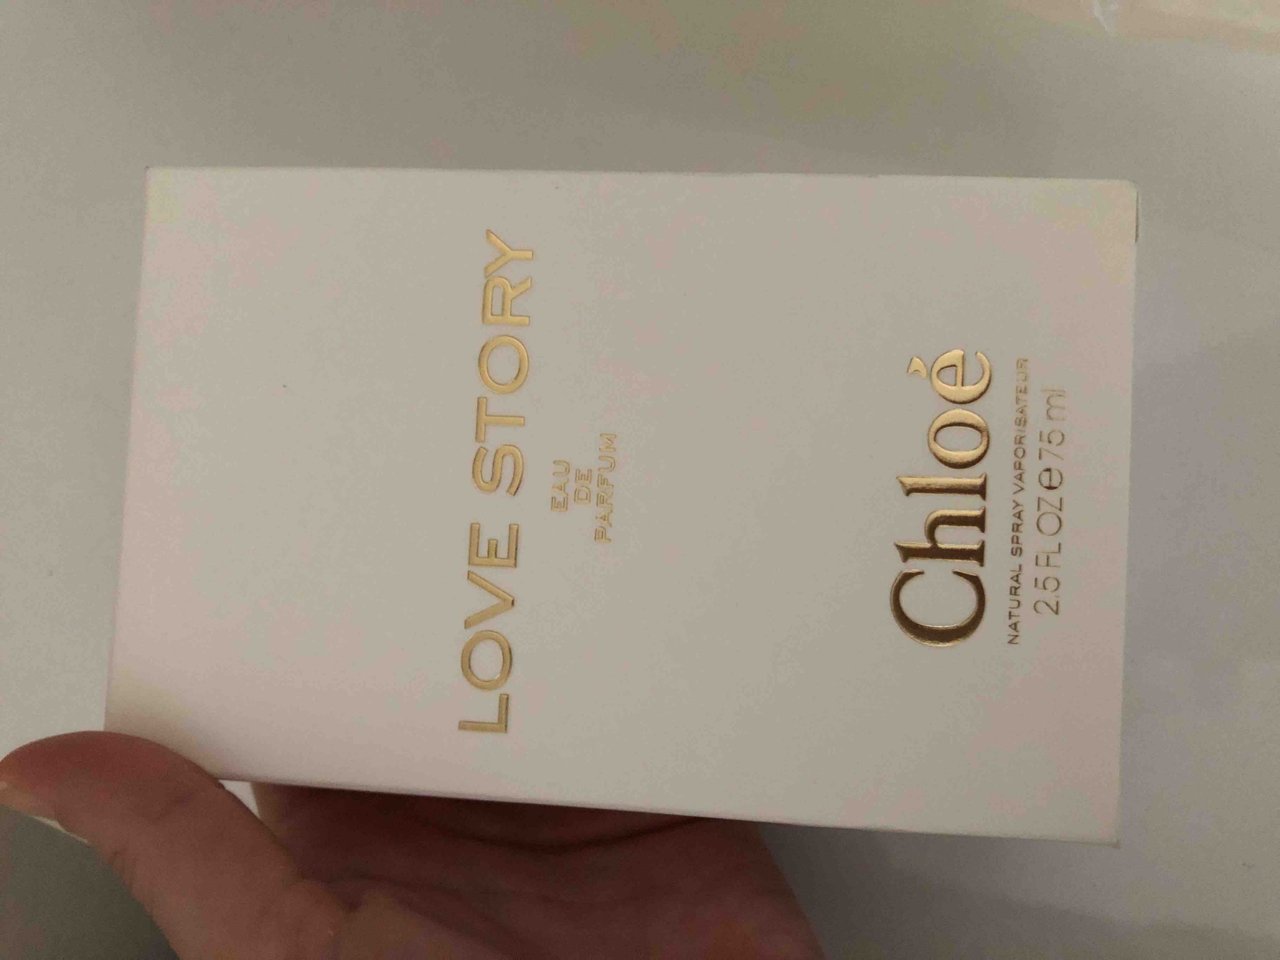 LOVE STORY
EAU
DE
PARFUM
Chloé
NATURAL SPRAY VAPORISATEUR
2.5 FL OZ e 75 ml